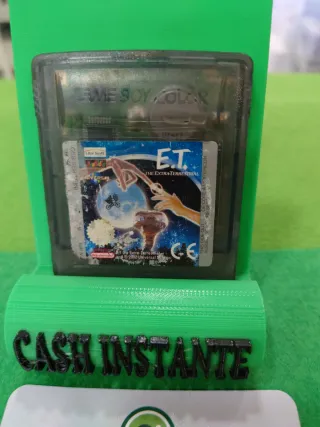 GAME BOY COLOR
E.T.
THE EXTRA-TERRESTRIAL
CE
CASH INSTANTE